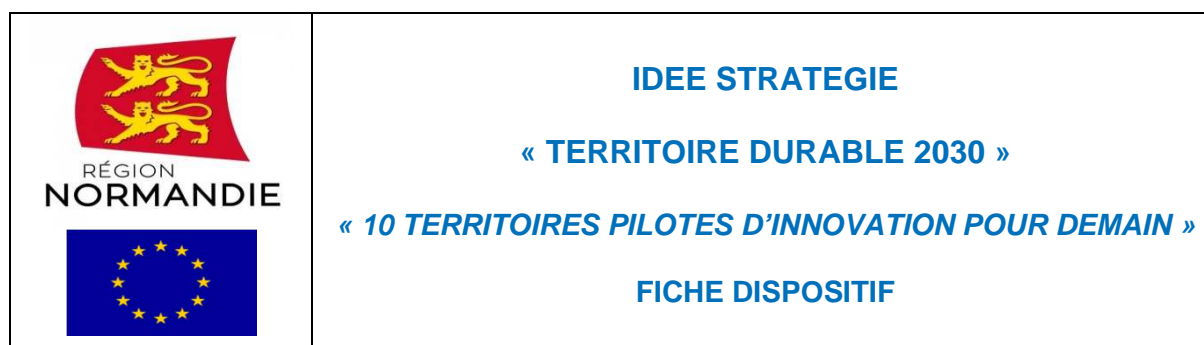 RÉGION
NORMANDIE
IDEE STRATEGIE
« TERRITOIRE DURABLE 2030 »
« 10 TERRITOIRES PILOTES D’INNOVATION POUR DEMAIN »
FICHE DISPOSITIF